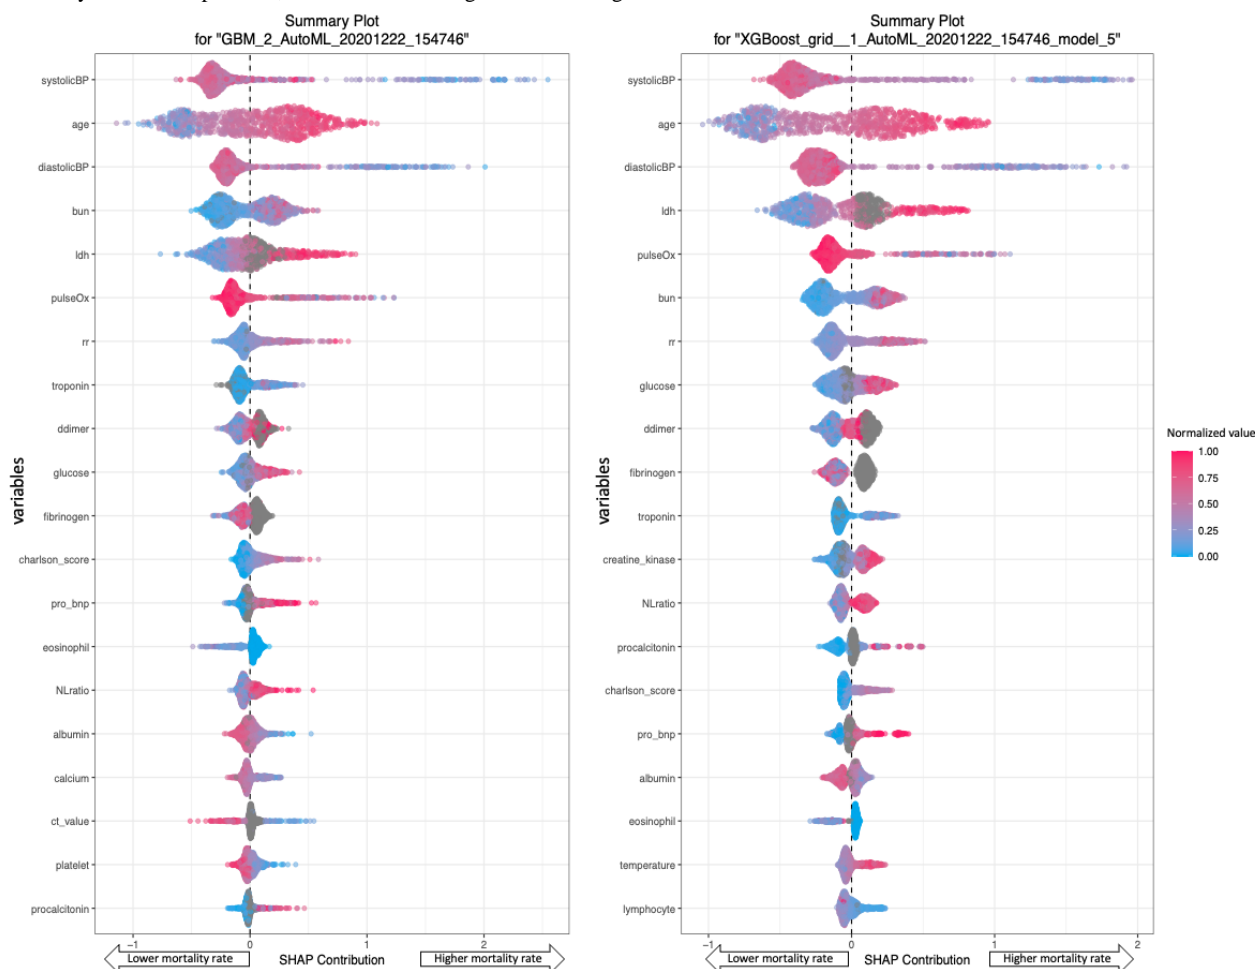 Summary Plot
for "GBM_2_AutoML_20201222_154746"
systolicBP
age
diastolicBP
bun
ldh
pulseOx
rr
troponin
ddimer
glucose
fibrinogen
charlson_score
pro_bnp
eosinophil
NLratio
albumin
calcium
ct_value
platelet
procalcitonin
variables
-1
0
1
2
Lower mortality rate
SHAP Contribution
Higher mortality rate
Summary Plot
for "XGBoost_grid__1_AutoML_20201222_154746_model_5"
systolicBP
age
diastolicBP
ldh
pulseOx
bun
rr
glucose
ddimer
fibrinogen
troponin
creatine_kinase
NLratio
procalcitonin
charlson_score
pro_bnp
albumin
eosinophil
temperature
lymphocyte
variables
-1
0
1
2
Lower mortality rate
SHAP Contribution
Higher mortality rate
Normalized value
1.00
0.75
0.50
0.25
0.00